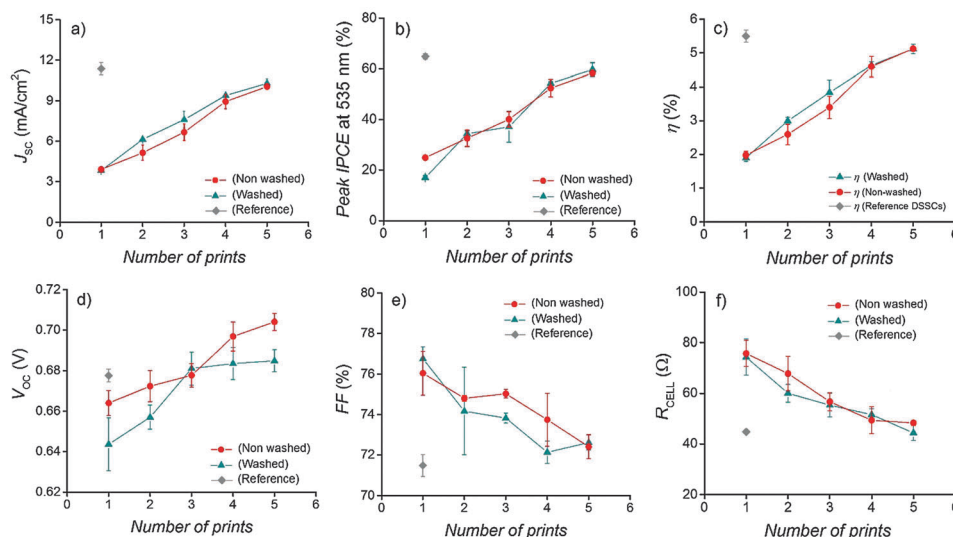 a)
15
12
9
6
3
0
J_SC (mA/cm²)
(Non washed)
(Washed)
(Reference)
0 1 2 3 4 5 6
Number of prints
b)
80
60
40
20
0
Peak IPCE at 535 nm (%)
(Non washed)
(Washed)
(Reference)
0 1 2 3 4 5 6
Number of prints
c)
6
5
4
3
2
1
0
η (%)
η (Washed)
η (Non-washed)
η (Reference DSSCs)
0 1 2 3 4 5 6
Number of prints
d)
0.72
0.70
0.68
0.66
0.64
0.62
V_OC (V)
(Non washed)
(Washed)
(Reference)
0 1 2 3 4 5 6
Number of prints
e)
80
78
76
74
72
70
FF (%)
(Non washed)
(Washed)
(Reference)
0 1 2 3 4 5 6
Number of prints
f)
100
80
60
40
20
R_CELL (Ω)
(Non washed)
(Washed)
(Reference)
0 1 2 3 4 5 6
Number of prints